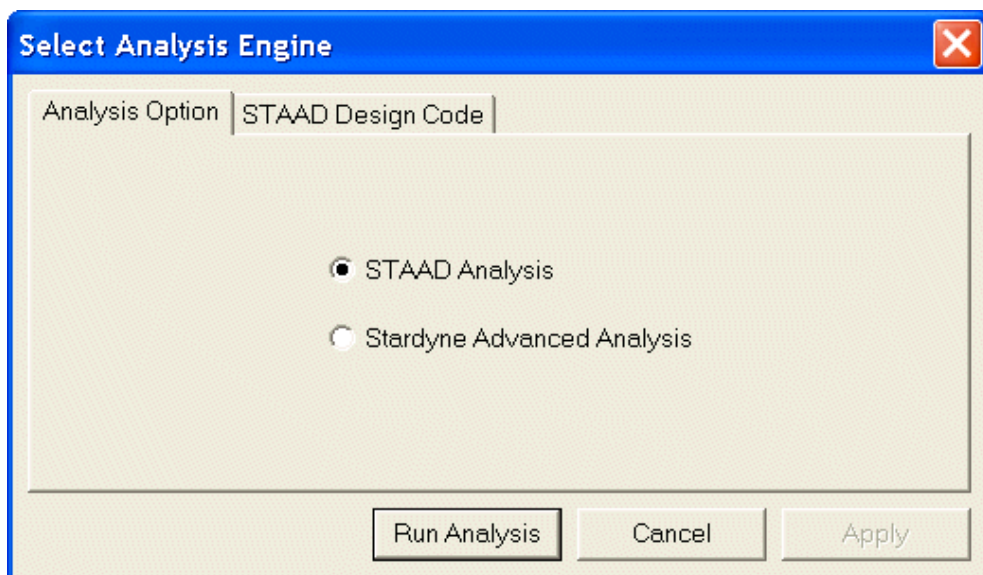 Select Analysis Engine
Analysis Option STAAD Design Code
STAAD Analysis
Stardyne Advanced Analysis
Run Analysis Cancel Apply